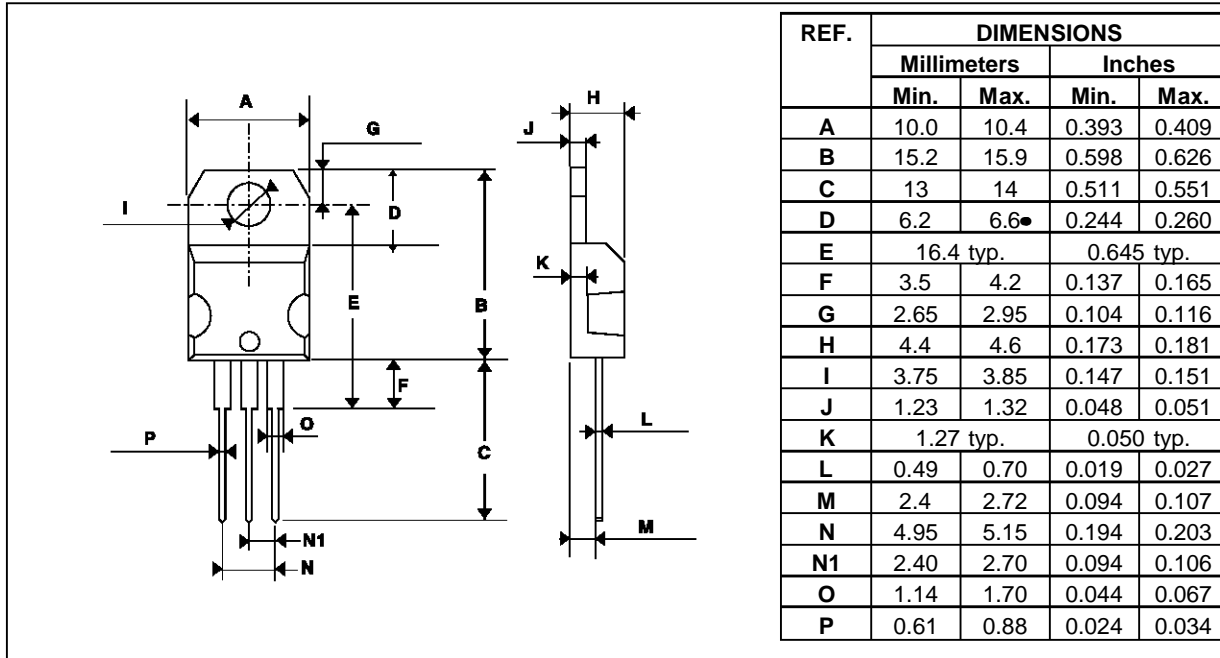 A
G
I
D
E
B
F
O
P
C
N1
N
H
J
K
L
M
REF. DIMENSIONS
Millimeters Inches
Min. Max. Min. Max.
A 10.0 10.4 0.393 0.409
B 15.2 15.9 0.598 0.626
C 13 14 0.511 0.551
D 6.2 6.6 0.244 0.260
E 16.4 typ. 0.645 typ.
F 3.5 4.2 0.137 0.165
G 2.65 2.95 0.104 0.116
H 4.4 4.6 0.173 0.181
I 3.75 3.85 0.147 0.151
J 1.23 1.32 0.048 0.051
K 1.27 typ. 0.050 typ.
L 0.49 0.70 0.019 0.027
M 2.4 2.72 0.094 0.107
N 4.95 5.15 0.194 0.203
N1 2.40 2.70 0.094 0.106
O 1.14 1.70 0.044 0.067
P 0.61 0.88 0.024 0.034